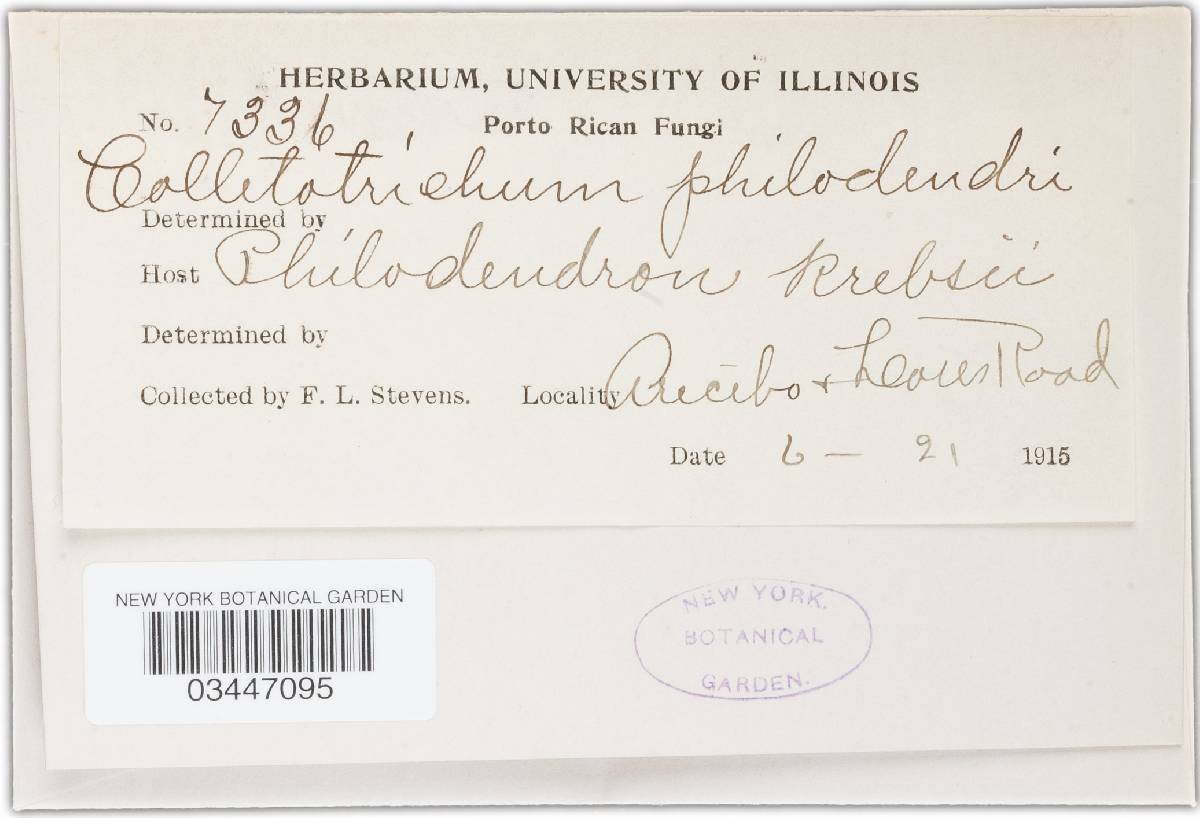 HERBARIUM, UNIVERSITY OF ILLINOIS
No. 7336 Porto Rican Fungi
Colletotrichum philodendri
Determined by
Host Philodendron krebsii
Determined by
Collected by F. L. Stevens. Locality Arecibo + Lares Road
Date 6 – 21 1915
NEW YORK BOTANICAL GARDEN
03447095
NEW YORK.
BOTANICAL
GARDEN.